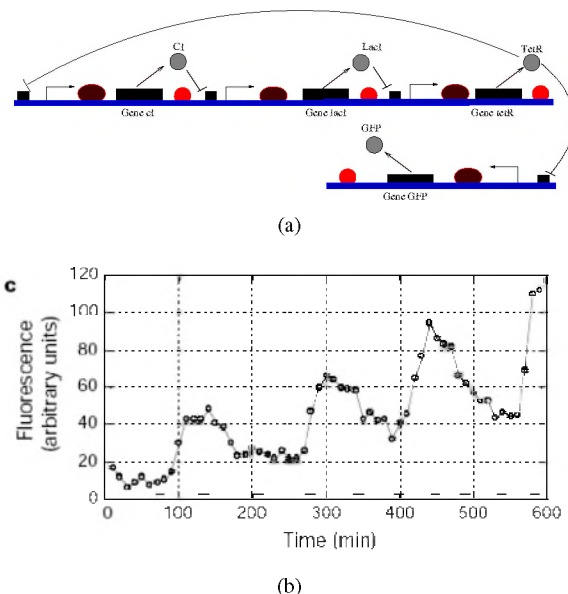 CI
LacI
TetR
Gene cI
Gene lacI
Gene tetR
GFP
Gene GFP
(a)
c
Fluorescence
(arbitrary units)
120
100
80
60
40
20
0
0 100 200 300 400 500 600
Time (min)
(b)